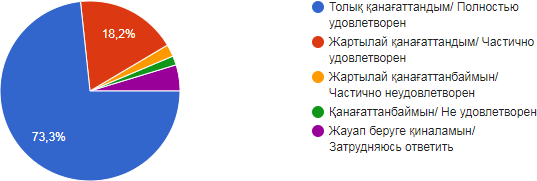 18,2%
73,3%
Толық қанағаттандым/ Полностью
удовлетворен
Жартылай қанағаттандым/ Частично
удовлетворен
Жартылай қанағаттанбаймын/
Частично неудовлетворен
Қанағаттанбаймын/ Не удовлетворен
Жауап беруге қиналамын/
Затрудняюсь ответить